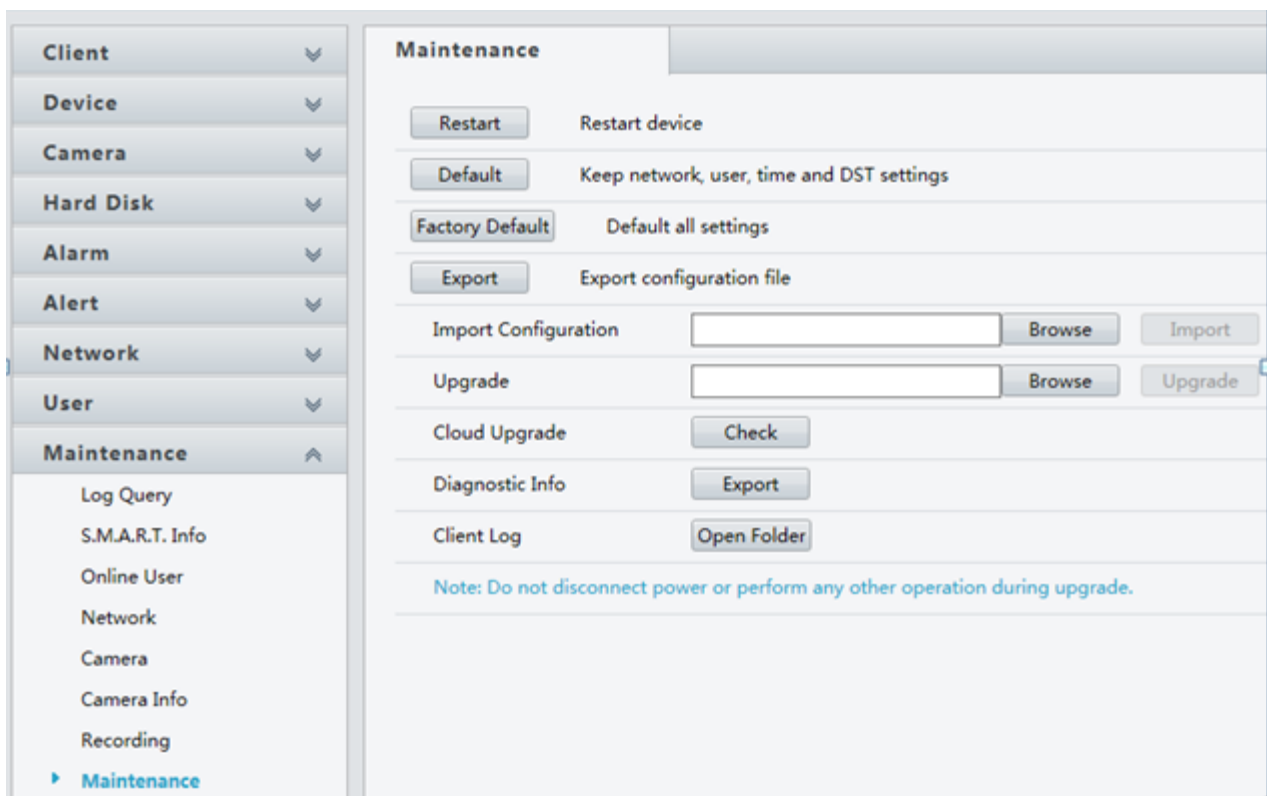 Client
Device
Camera
Hard Disk
Alarm
Alert
Network
User
Maintenance
Log Query
S.M.A.R.T. Info
Online User
Network
Camera
Camera Info
Recording
Maintenance
Maintenance
Restart Restart device
Default Keep network, user, time and DST settings
Factory Default Default all settings
Export Export configuration file
Import Configuration Browse Import
Upgrade Browse Upgrade
Cloud Upgrade Check
Diagnostic Info Export
Client Log Open Folder
Note: Do not disconnect power or perform any other operation during upgrade.